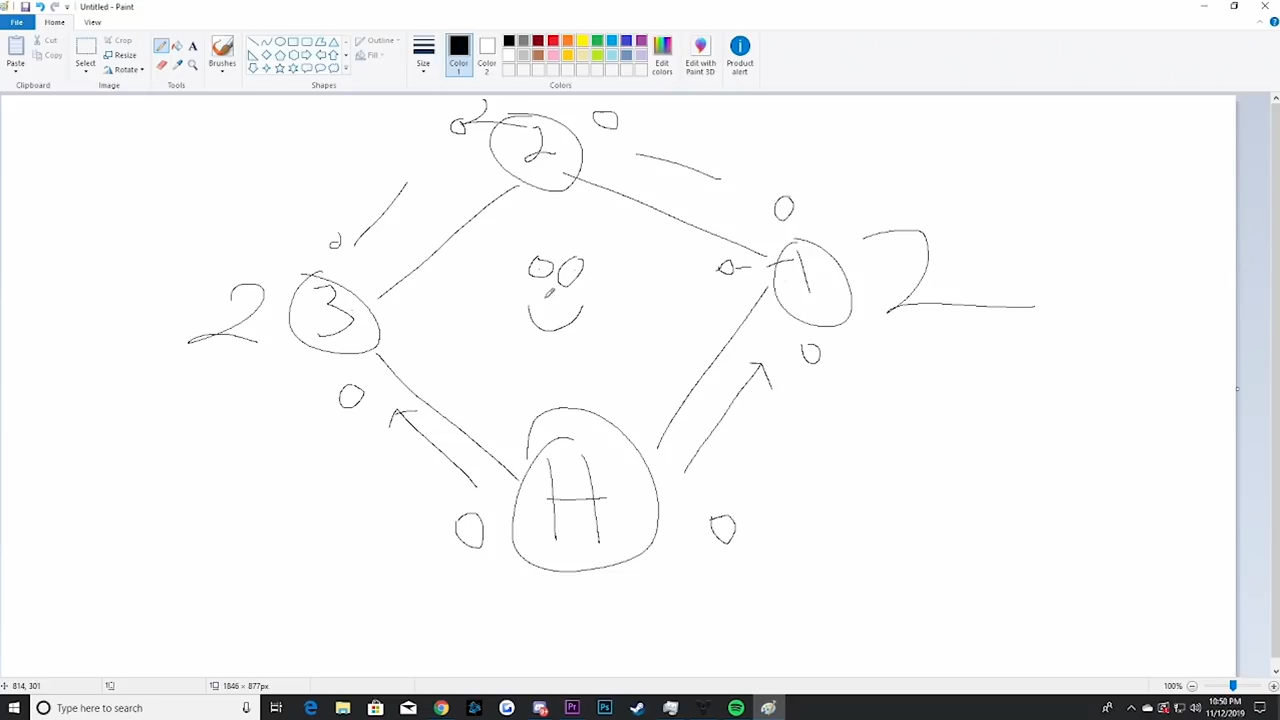 Untitled - Paint
File
Home
View
Paste
Cut
Copy
Clipboard
Select
Crop
Resize
Rotate
Image
A
Tools
Brushes
Shapes
Outline
Fill
Size
Color 1
Color 2
Edit colors
Colors
Edit with Paint 3D
Product alert
2
2
0
0
0
1
2
2
3
0
0
H
0
0
814, 301
1846 × 877px
100%
Type here to search
Pr
Ps
10:50 PM
11/12/2019